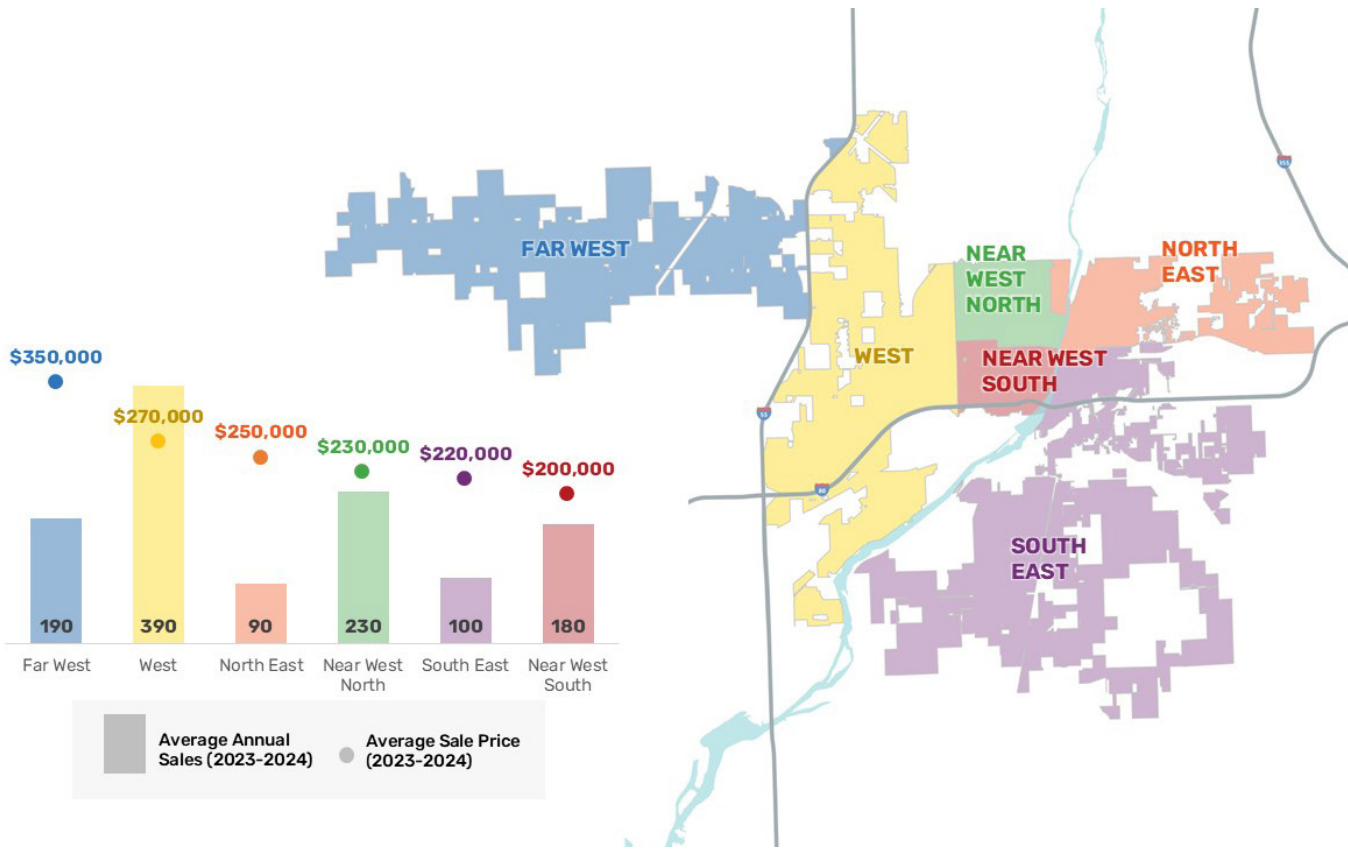 FAR WEST
NEAR
WEST
NORTH
NORTH
EAST
WEST
NEAR WEST
SOUTH
SOUTH
EAST
155
55
80
$350,000
$270,000
$250,000
$230,000
$220,000
$200,000
190
390
90
230
100
180
Far West
West
North East
Near West
North
South East
Near West
South
Average Annual
Sales (2023-2024)
Average Sale Price
(2023-2024)